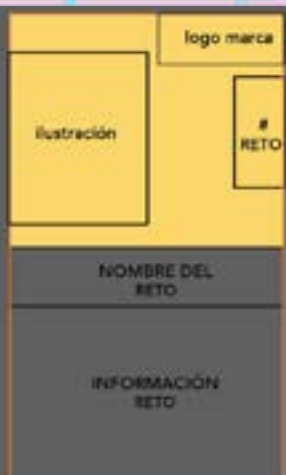 logo marca
ilustración
#
RETO
NOMBRE DEL
RETO
INFORMACIÓN
RETO